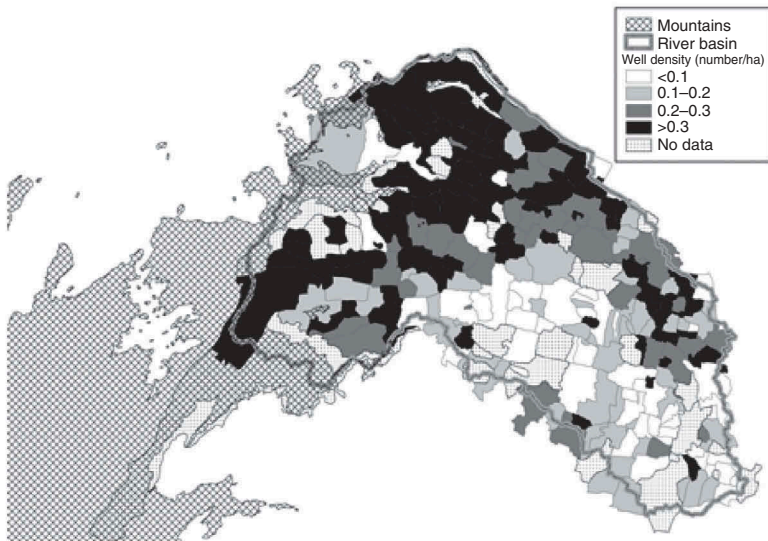 Mountains
River basin
Well density (number/ha)
<0.1
0.1–0.2
0.2–0.3
>0.3
No data